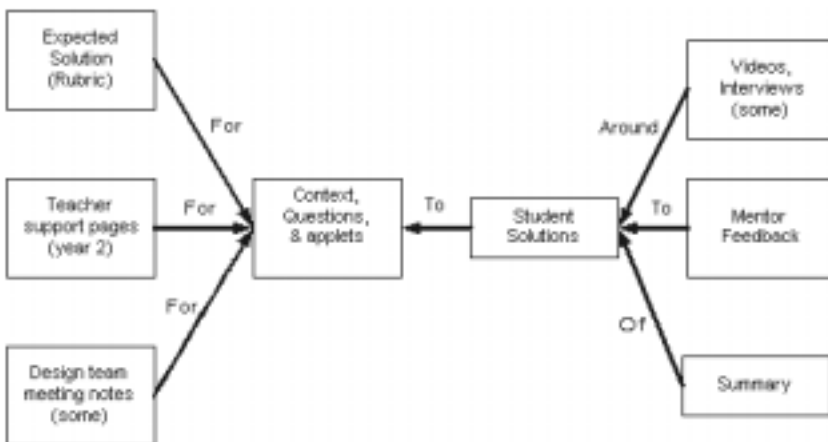 Expected
Solution
(Rubric)
For
Teacher
support pages
(year 2)
For
Design team
meeting notes
(some)
For
Context,
Questions,
& applets
To
Student
Solutions
Videos,
Interviews
(some)
Around
To
Mentor
Feedback
Of
Summary